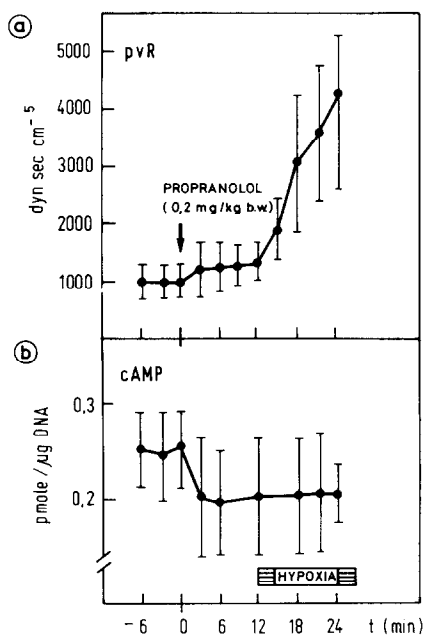 a
pvR
5000
4000
3000
2000
1000
dyn sec cm⁻⁵
PROPRANOLOL
(0,2 mg/kg b.w.)
b
cAMP
0,3
0,2
pmole/µg DNA
HYPOXIA
-6 0 6 12 18 24 t (min)